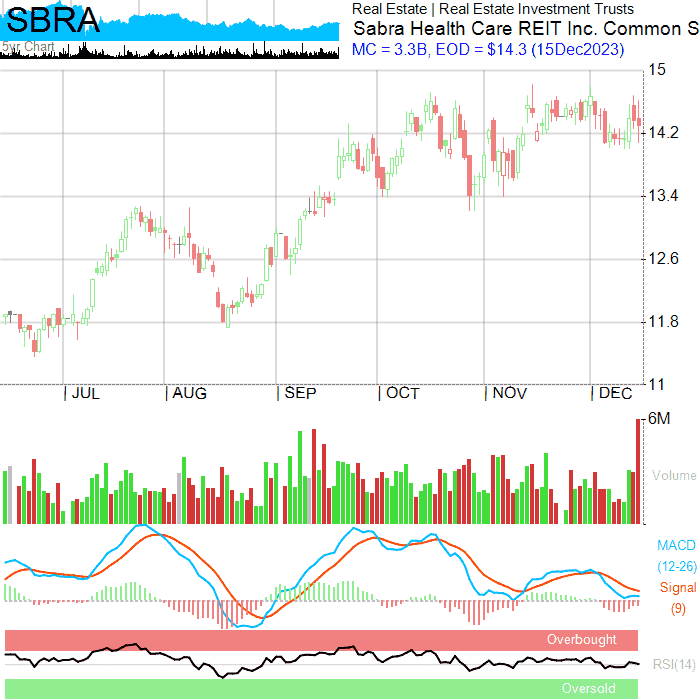 SBRA
5yr Chart
Real Estate | Real Estate Investment Trusts
Sabra Health Care REIT Inc. Common S
MC = 3.3B, EOD = $14.3 (15Dec2023)
15
14.2
13.4
12.6
11.8
11
| JUL | AUG | SEP | OCT | NOV | DEC
6M
Volume
MACD
(12-26)
Signal
(9)
Overbought
RSI(14)
Oversold